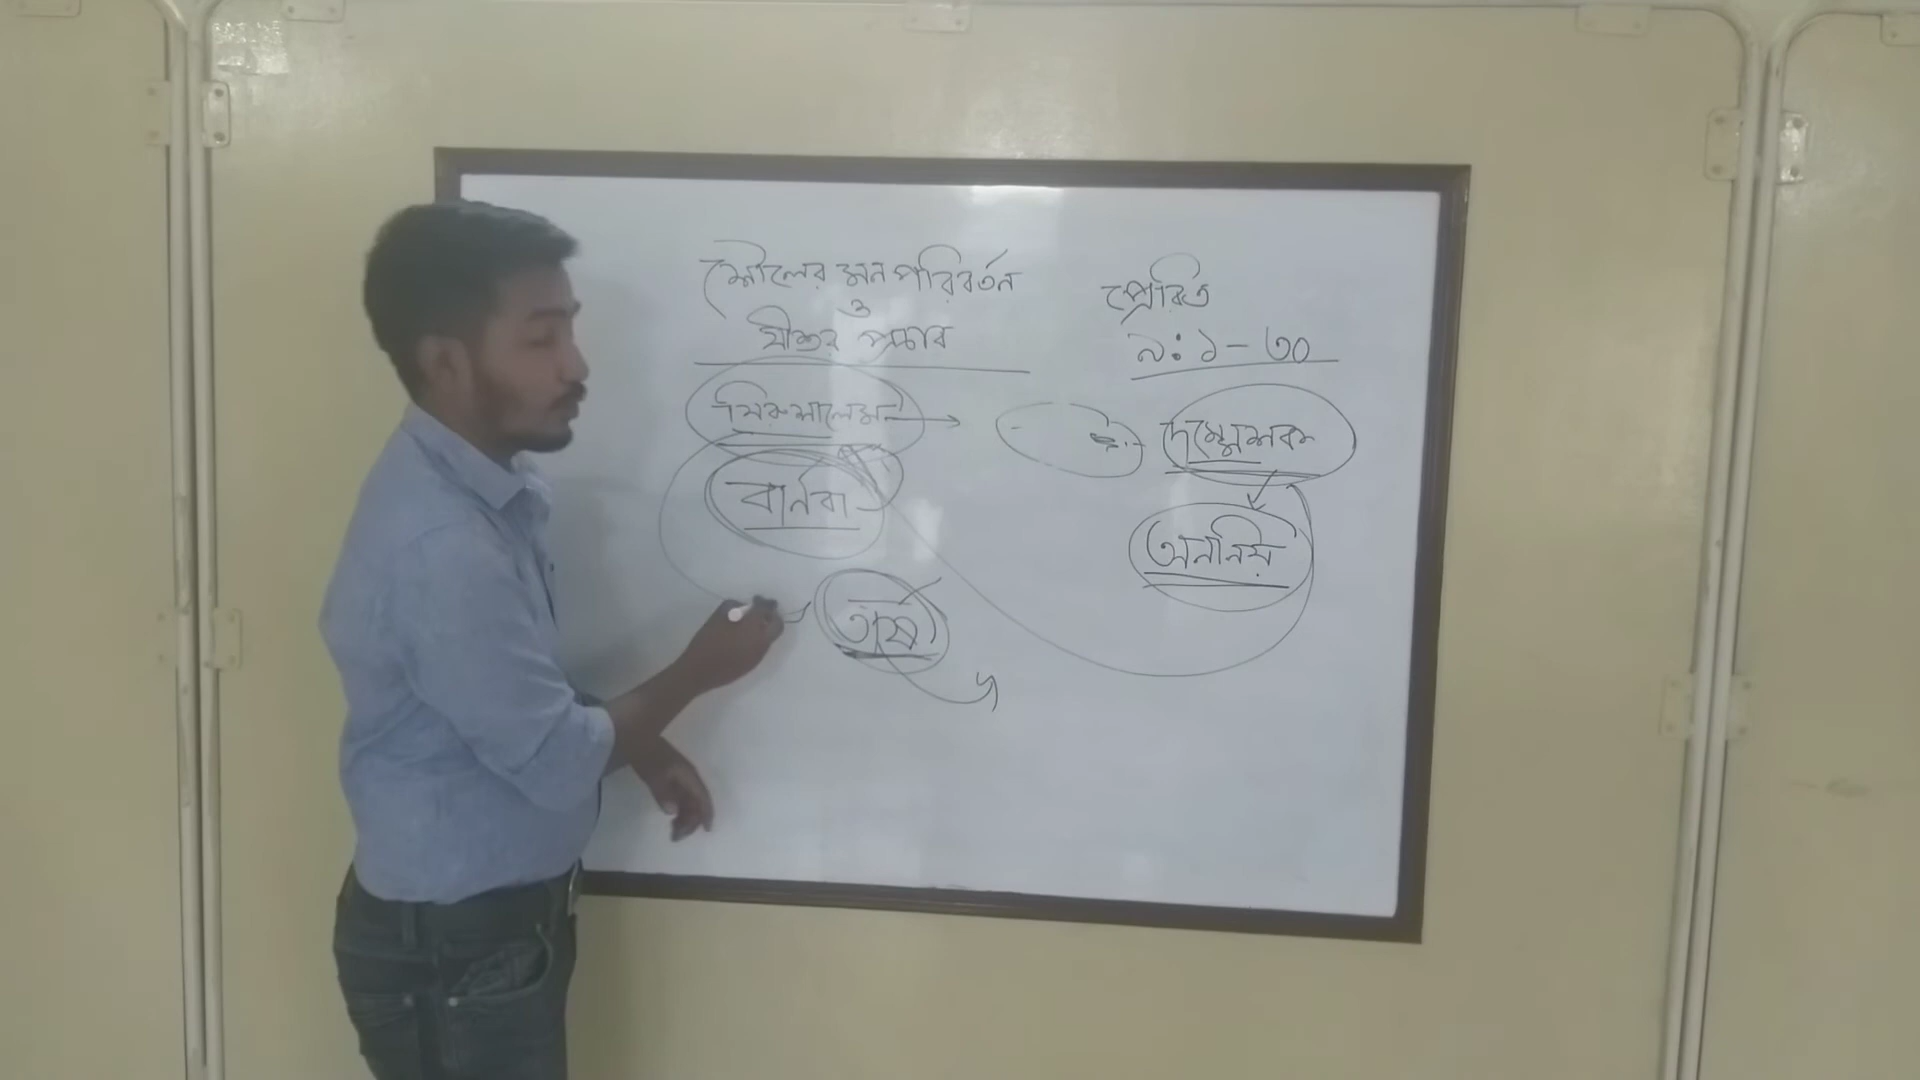 শৌলের মন পরিবর্তন
ও
যীশুর প্রচার
প্রেরিত
৯: ১ - ৩০
যিরুশালেম
দম্মেশক
বার্নবা
অননিয়
তার্ষ